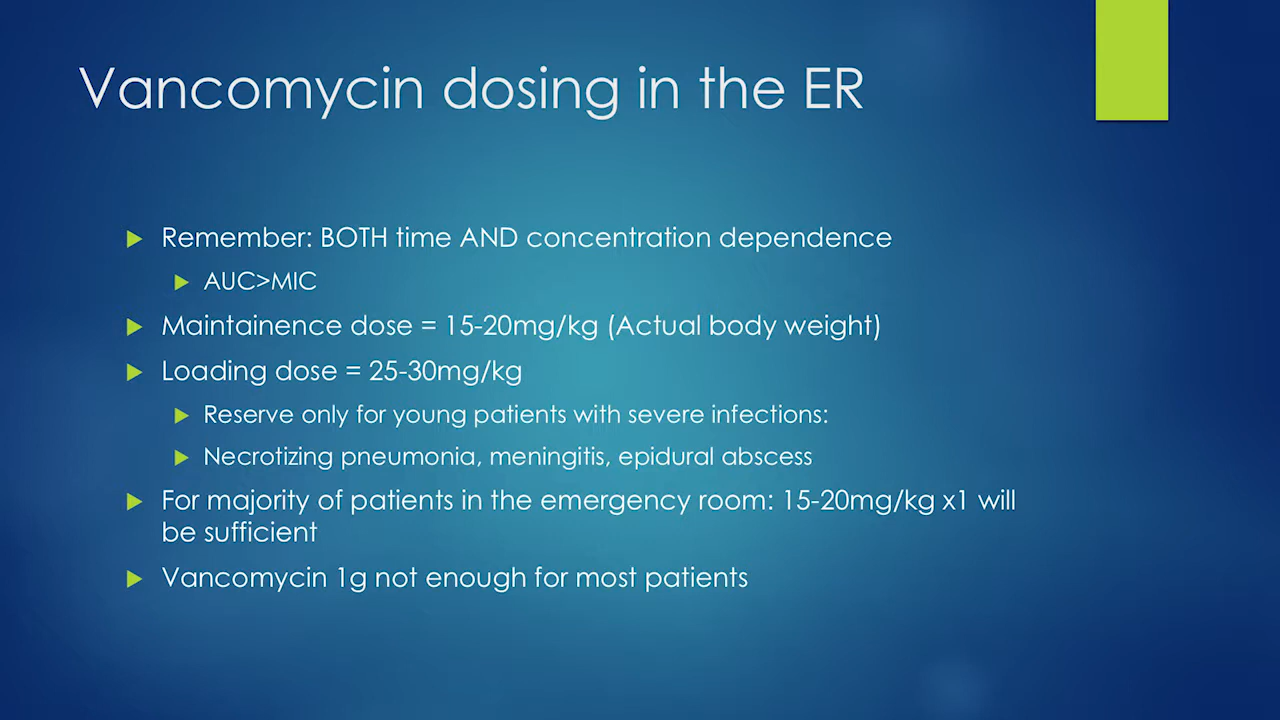 Vancomycin dosing in the ER
Remember: BOTH time AND concentration dependence
AUC>MIC
Maintainence dose = 15-20mg/kg (Actual body weight)
Loading dose = 25-30mg/kg
Reserve only for young patients with severe infections:
Necrotizing pneumonia, meningitis, epidural abscess
For majority of patients in the emergency room: 15-20mg/kg x1 will
be sufficient
Vancomycin 1g not enough for most patients